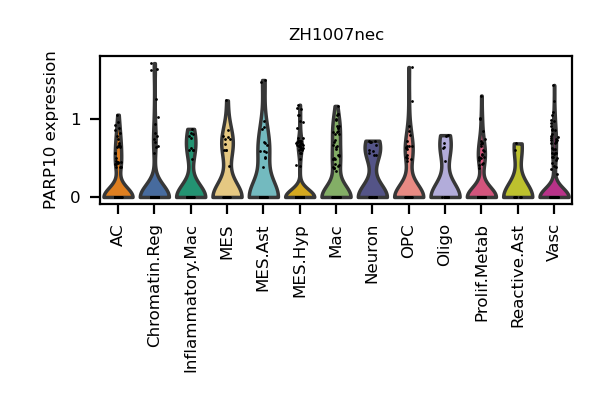 ZH1007nec
PARP10 expression
1
0
AC
Chromatin.Reg
Inflammatory.Mac
MES
MES.Ast
MES.Hyp
Mac
Neuron
OPC
Oligo
Prolif.Metab
Reactive.Ast
Vasc